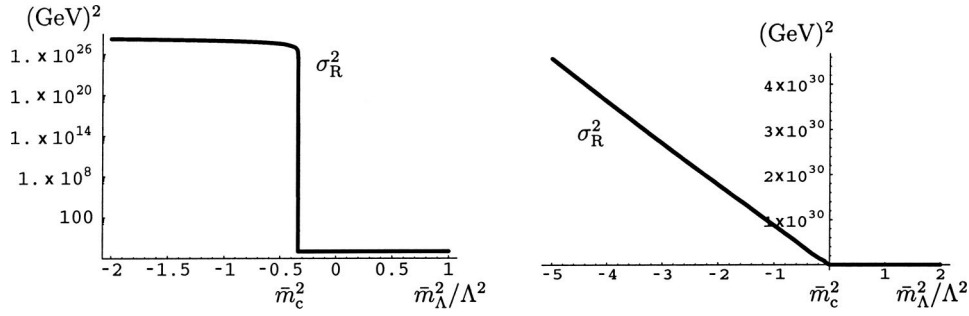 (GeV)²
1. x 10²⁶
1. x 10²⁰
1. x 10¹⁴
1. x 10⁸
100
σ²_R
-2 -1.5 -1 -0.5 0 0.5 1
m̄²_c m̄²_Λ/Λ²
(GeV)²
4x10³⁰
3x10³⁰
2x10³⁰
1x10³⁰
σ²_R
-5 -4 -3 -2 -1 1 2
m̄²_c m̄²_Λ/Λ²